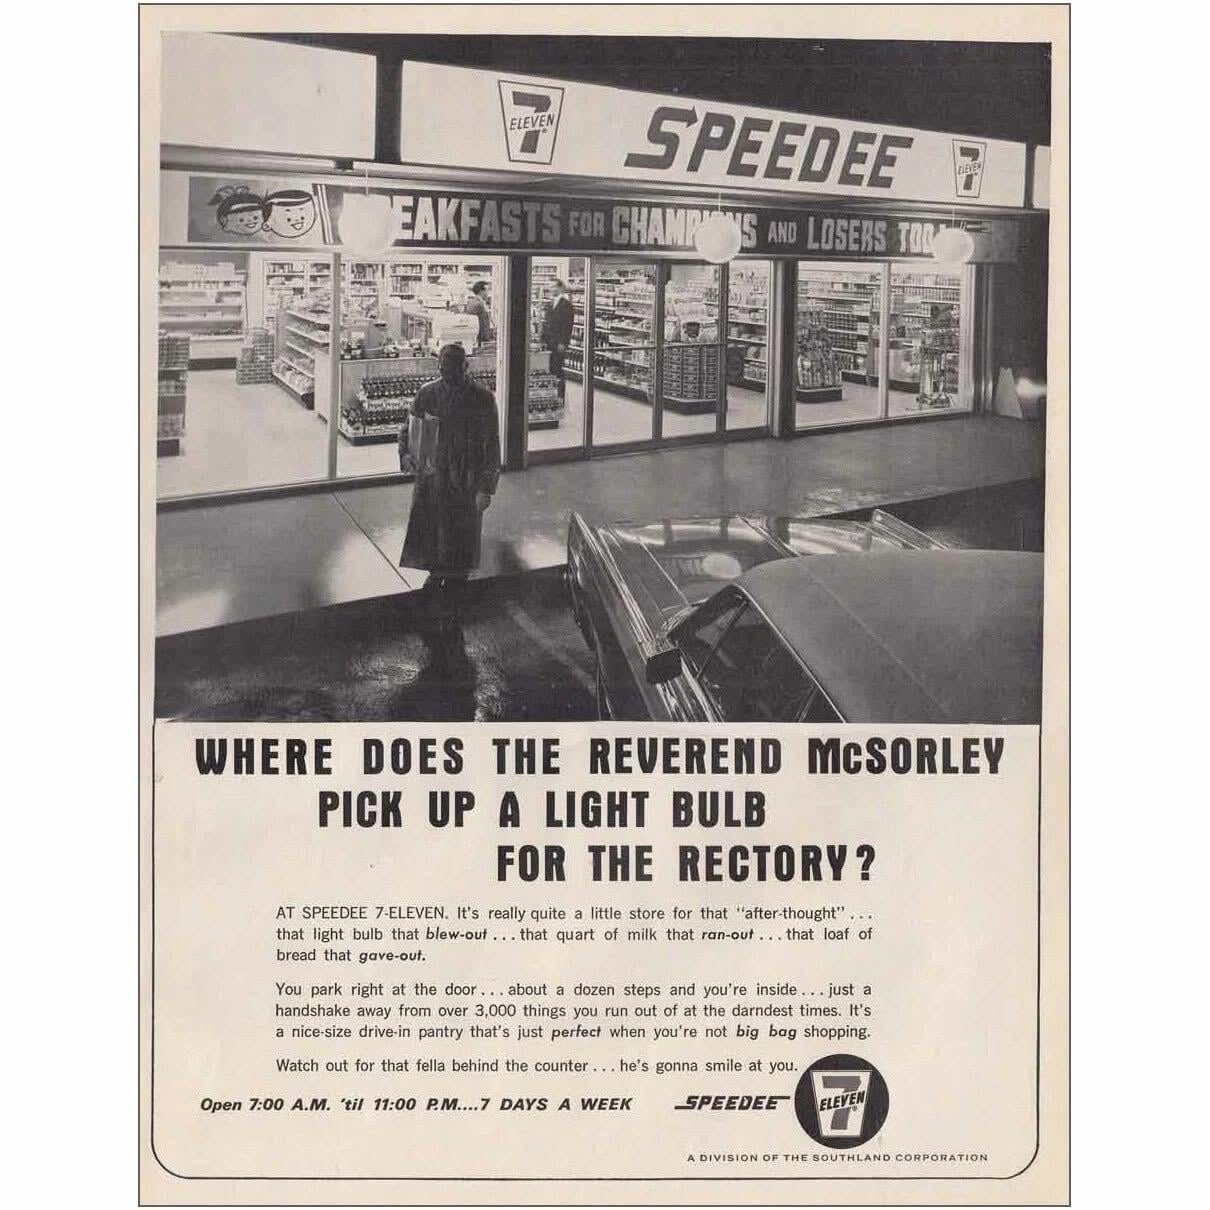 7
ELEVEN
SPEEDEE
7
ELEVEN
EAKFASTS FOR CHAMP NS AND LOSERS TOO
WHERE DOES THE REVEREND McSORLEY
PICK UP A LIGHT BULB
FOR THE RECTORY?
AT SPEEDEE 7-ELEVEN. It's really quite a little store for that "after-thought" . . .
that light bulb that blew-out . . . that quart of milk that ran-out . . . that loaf of
bread that gave-out.
You park right at the door . . . about a dozen steps and you're inside . . . just a
handshake away from over 3,000 things you run out of at the darndest times. It's
a nice-size drive-in pantry that's just perfect when you're not big bag shopping.
Watch out for that fella behind the counter . . . he's gonna smile at you.
Open 7:00 A.M. 'til 11:00 P.M....7 DAYS A WEEK
SPEEDEE
7
ELEVEN
®
A DIVISION OF THE SOUTHLAND CORPORATION